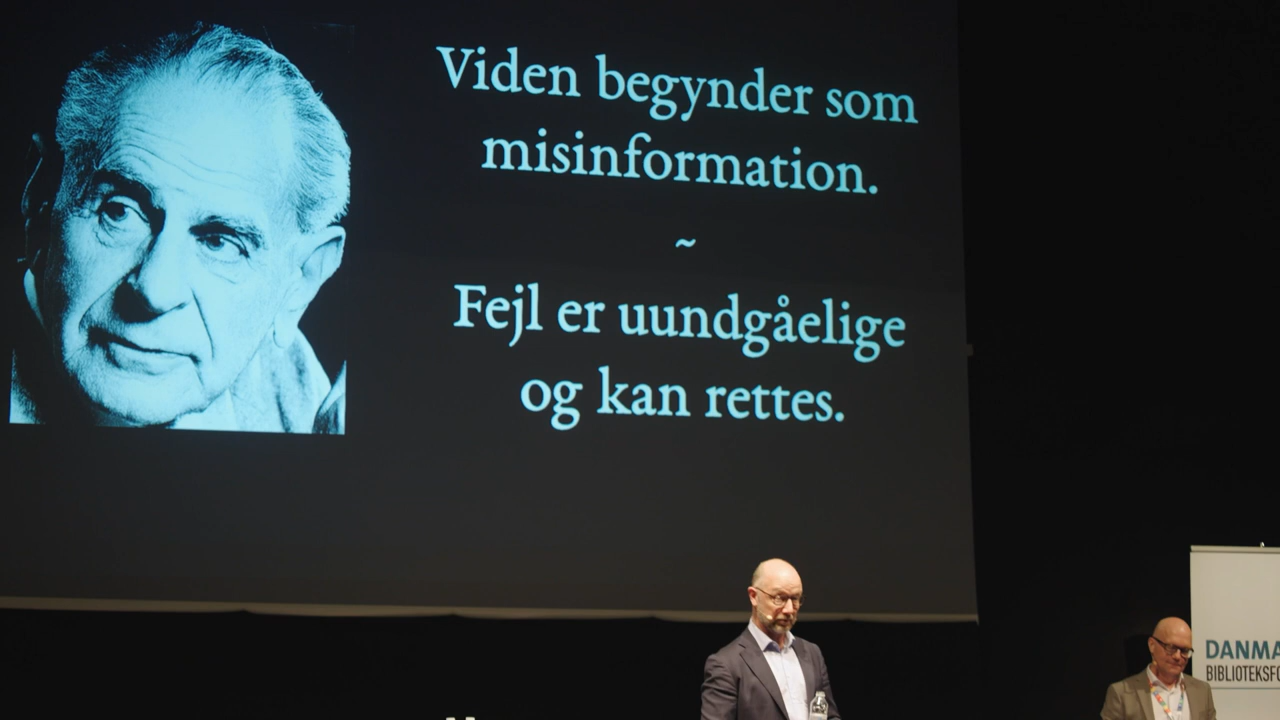 Viden begynder som
misinformation.
~
Fejl er uundgåelige
og kan rettes.
DANMA
BIBLIOTEKSFO